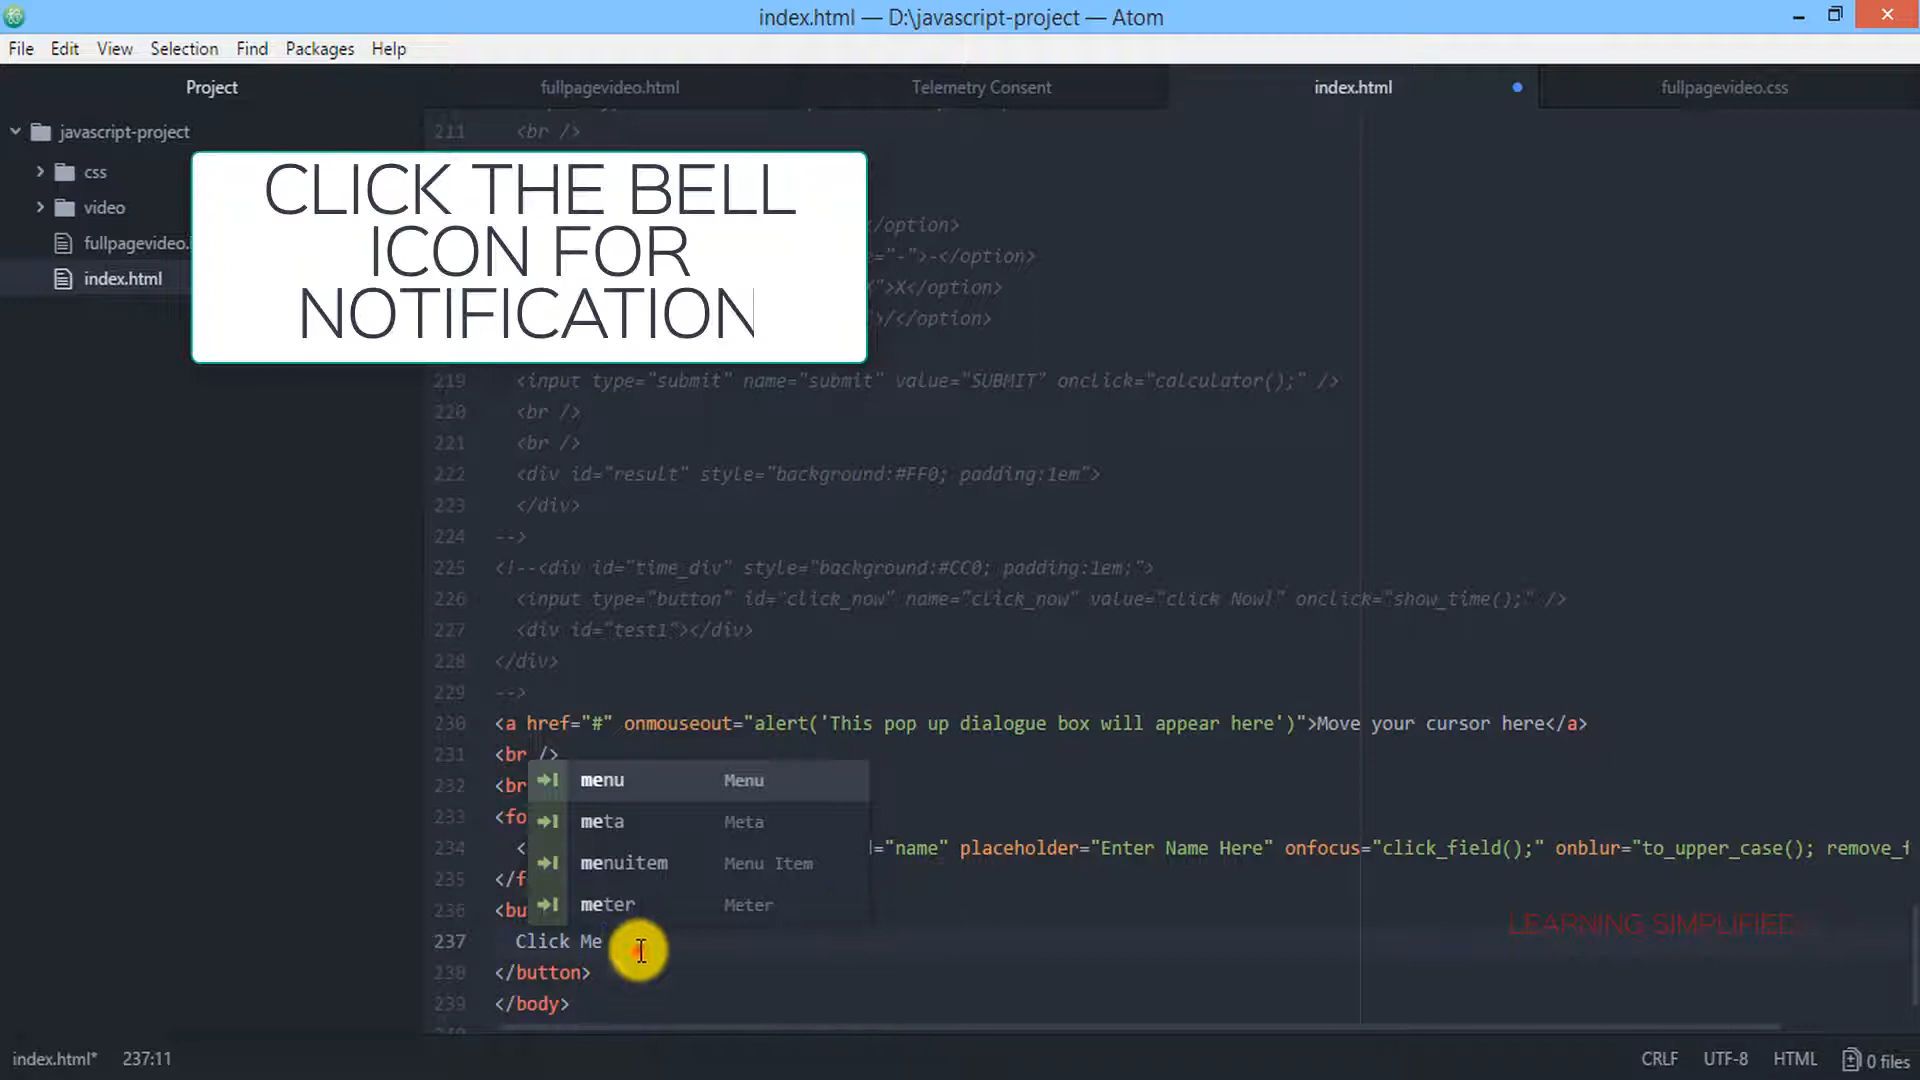 index.html — D:\javascript-project — Atom
File Edit View Selection Find Packages Help
Project
fullpagevideo.html
Telemetry Consent
index.html
fullpagevideo.css
javascript-project
css
video
fullpagevideo.
index.html
CLICK THE BELL
ICON FOR
NOTIFICATION
211 <br />
</option>
="-">-</option>
">X</option>
>/</option>
219 <input type="submit" name="submit" value="SUBMIT" onclick="calculator();" />
220 <br />
221 <br />
222 <div id="result" style="background:#FF0; padding:1em">
223 </div>
224 -->
225 <!--<div id="time_div" style="background:#CC0; padding:1em;">
226 <input type="button" id="click_now" name="click_now" value="click Now!" onclick="show_time();" />
227 <div id="test1"></div>
228 </div>
229 -->
230 <a href="#" onmouseout="alert('This pop up dialogue box will appear here')">Move your cursor here</a>
231 <br />
232 <br
233 <fo
234 < ="name" placeholder="Enter Name Here" onfocus="click_field();" onblur="to_upper_case(); remove_f
235 </f
236 <bu
237 Click Me
238 </button>
239 </body>
menu Menu
meta Meta
menuitem Menu Item
meter Meter
LEARNING SIMPLIFIED
index.html* 237:11
CRLF UTF-8 HTML 0 files